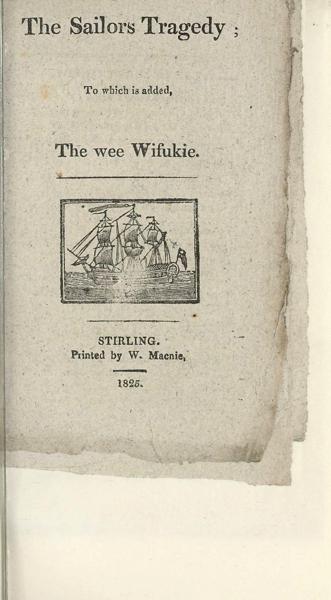 The Sailors Tragedy ;
To which is added,
The wee Wifukie.
STIRLING.
Printed by W. Macnie,
1825.